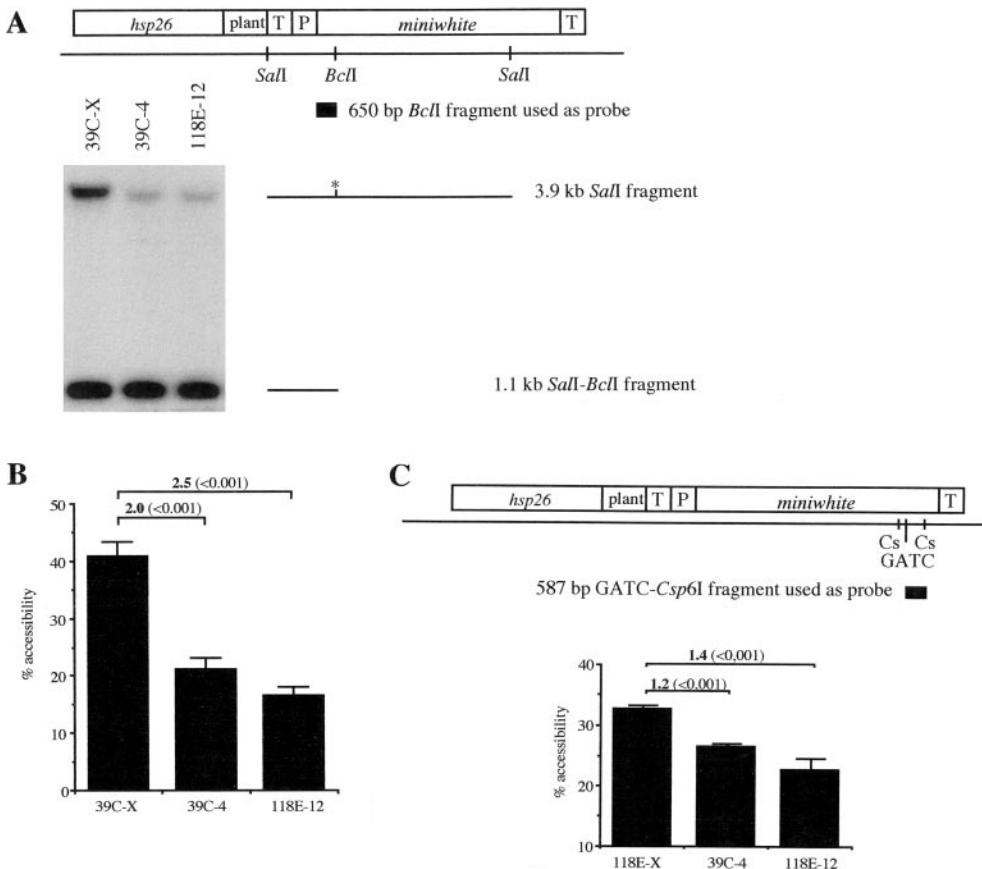 A
hsp26 plant T P miniwhite T
SalI BclI SalI
650 bp BclI fragment used as probe
39C-X 39C-4 118E-12
*
3.9 kb SalI fragment
1.1 kb SalI-BclI fragment
B
2.5 (<0.001)
2.0 (<0.001)
% accessibility
50
40
30
20
10
0
39C-X 39C-4 118E-12
C
hsp26 plant T P miniwhite T
Cs Cs
GATC
587 bp GATC-Csp6I fragment used as probe
1.4 (<0,001)
1.2 (<0.001)
% accessibility
40
30
20
10
118E-X 39C-4 118E-12